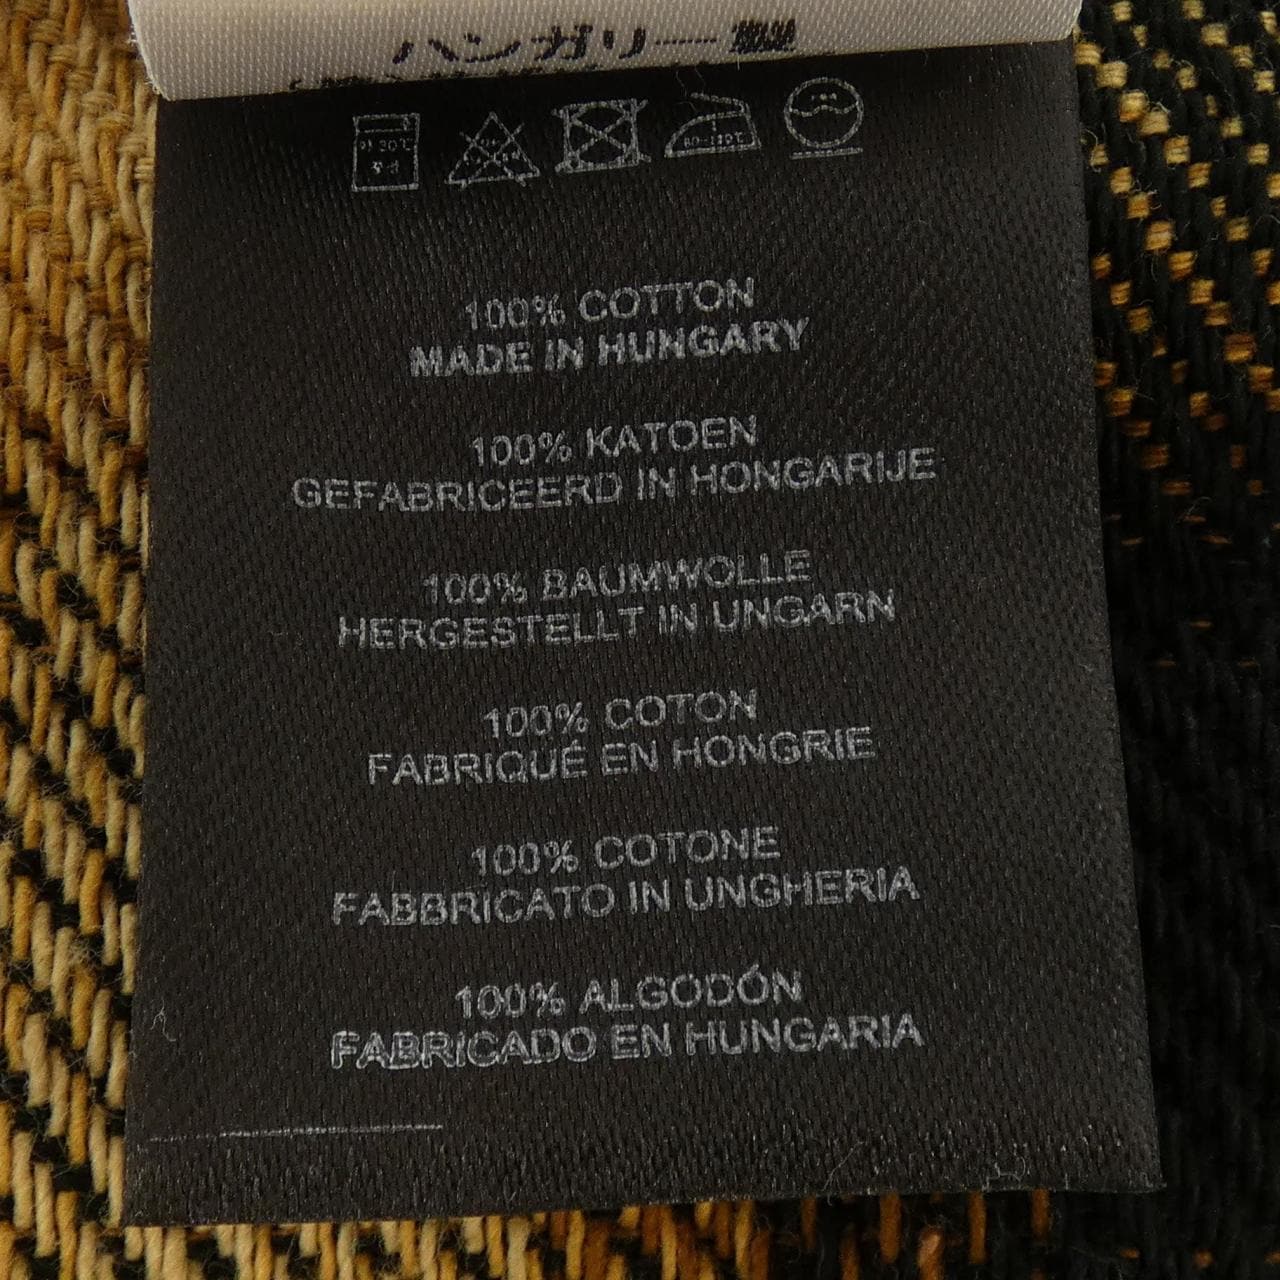 ハンガリー製
100% COTTON
MADE IN HUNGARY
100% KATOEN
GEFABRICEERD IN HONGARIJE
100% BAUMWOLLE
HERGESTELLT IN UNGARN
100% COTON
FABRIQUÉ EN HONGRIE
100% COTONE
FABBRICATO IN UNGHERIA
100% ALGODÓN
FABRICADO EN HUNGARIA